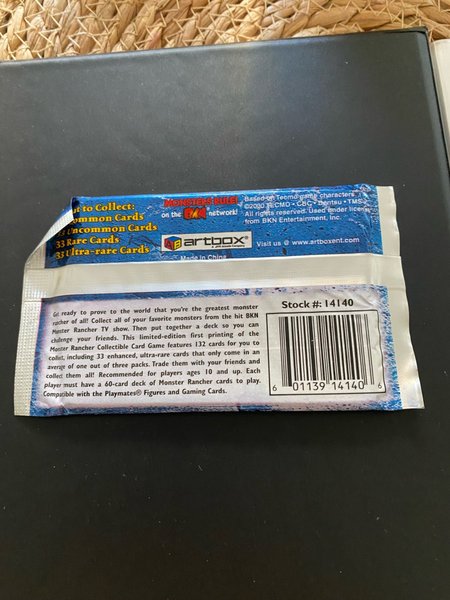 t to Collect:
ommon Cards
Uncommon Cards
33 Rare Cards
33 Ultra-rare Cards
MONSTERS RULE!
on the BKN network!
artbox
Made in China
Based on Tecmo game characters.
©2000 TECMO • CBC • Dentsu • TMS
All rights reserved. Used under license
from BKN Entertainment, Inc.
Visit us @ www.artboxent.com
Get ready to prove to the world that you're the greatest monster
rancher of all! Collect all of your favorite monsters from the hit BKN
Monster Rancher TV show. Then put together a deck so you can
challenge your friends. This limited-edition first printing of the
Monster Rancher Collectible Card Game features 132 cards for you to
collect, including 33 enhanced, ultra-rare cards that only come in an
average of one out of three packs. Trade them with your friends and
collect them all! Recommended for players ages 10 and up. Each
player must have a 60-card deck of Monster Rancher cards to play.
Compatible with the Playmates® Figures and Gaming Cards.
Stock #: 14140
6 01139 14140 6